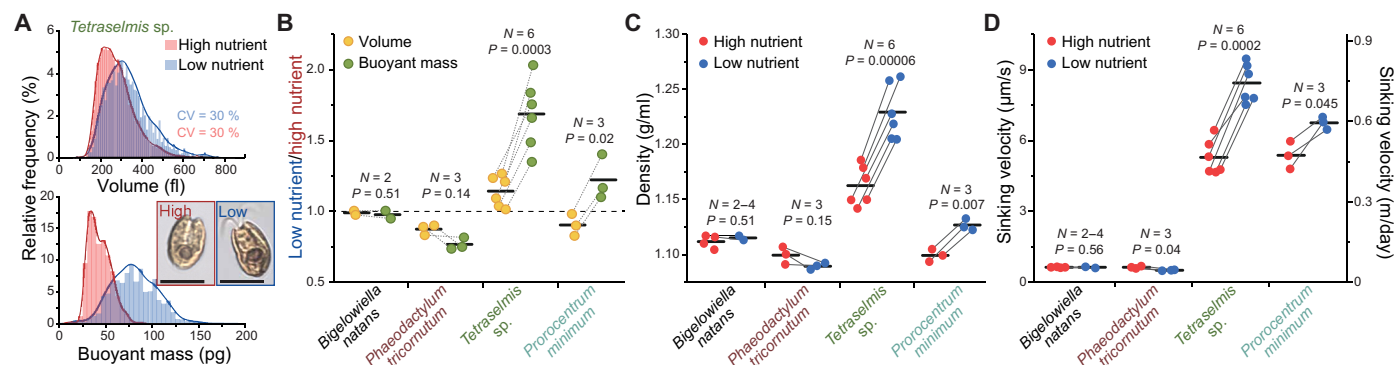 A
Tetraselmis sp.
High nutrient
Low nutrient
CV = 30 %
CV = 30 %
Relative frequency (%)
6
4
2
0
0
200
400
600
800
Volume (fl)
20
15
10
5
0
0
50
100
150
200
Buoyant mass (pg)
High
Low
B
Low nutrient/high nutrient
2.0
1.5
1.0
0.5
Volume
Buoyant mass
N = 2
P = 0.51
N = 3
P = 0.14
N = 6
P = 0.0003
N = 3
P = 0.02
Bigelowiella
natans
Phaeodactylum
tricornutum
Tetraselmis
sp.
Prorocentrum
minimum
C
Density (g/ml)
1.30
1.25
1.20
1.15
1.10
High nutrient
Low nutrient
N = 2–4
P = 0.51
N = 3
P = 0.15
N = 6
P = 0.00006
N = 3
P = 0.007
Bigelowiella
natans
Phaeodactylum
tricornutum
Tetraselmis
sp.
Prorocentrum
minimum
D
Sinking velocity (μm/s)
9
6
3
0
High nutrient
Low nutrient
N = 2–4
P = 0.56
N = 3
P = 0.04
N = 6
P = 0.0002
N = 3
P = 0.045
Bigelowiella
natans
Phaeodactylum
tricornutum
Tetraselmis
sp.
Prorocentrum
minimum
0.9
0.6
0.3
0
Sinking velocity (m/day)